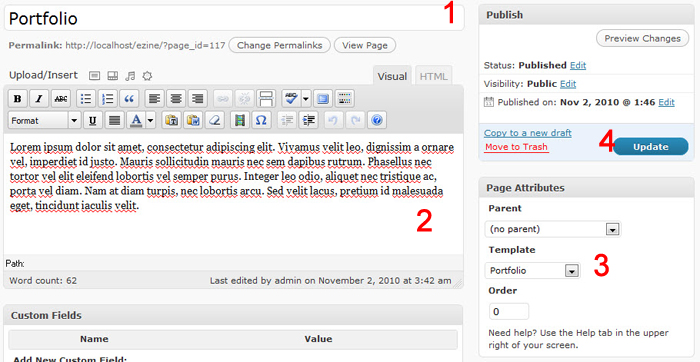 Portfolio
1
Permalink: http://localhost/ezine/?page_id=117 Change Permalinks View Page
Upload/Insert
Visual HTML
B I ABC ABC
Format U A Ω
Lorem ipsum dolor sit amet, consectetur adipiscing elit. Vivamus velit leo, dignissim a ornare
vel, imperdiet id justo. Mauris sollicitudin mauris nec sem dapibus rutrum. Phasellus nec
tortor vel elit eleifend lobortis vel semper purus. Integer leo odio, aliquet nec tristique ac,
porta vel diam. Nam at diam turpis, nec lobortis arcu. Sed velit lacus, pretium id malesuada
eget, tincidunt iaculis velit.
2
Path:
Word count: 62 Last edited by admin on November 2, 2010 at 3:42 am
Custom Fields
Name Value
Add New Custom Field:
Publish
Preview Changes
Status: Published Edit
Visibility: Public Edit
Published on: Nov 2, 2010 @ 1:46 Edit
Copy to a new draft
Move to Trash
4
Update
Page Attributes
Parent
(no parent)
Template
Portfolio
3
Order
0
Need help? Use the Help tab in the upper
right of your screen.